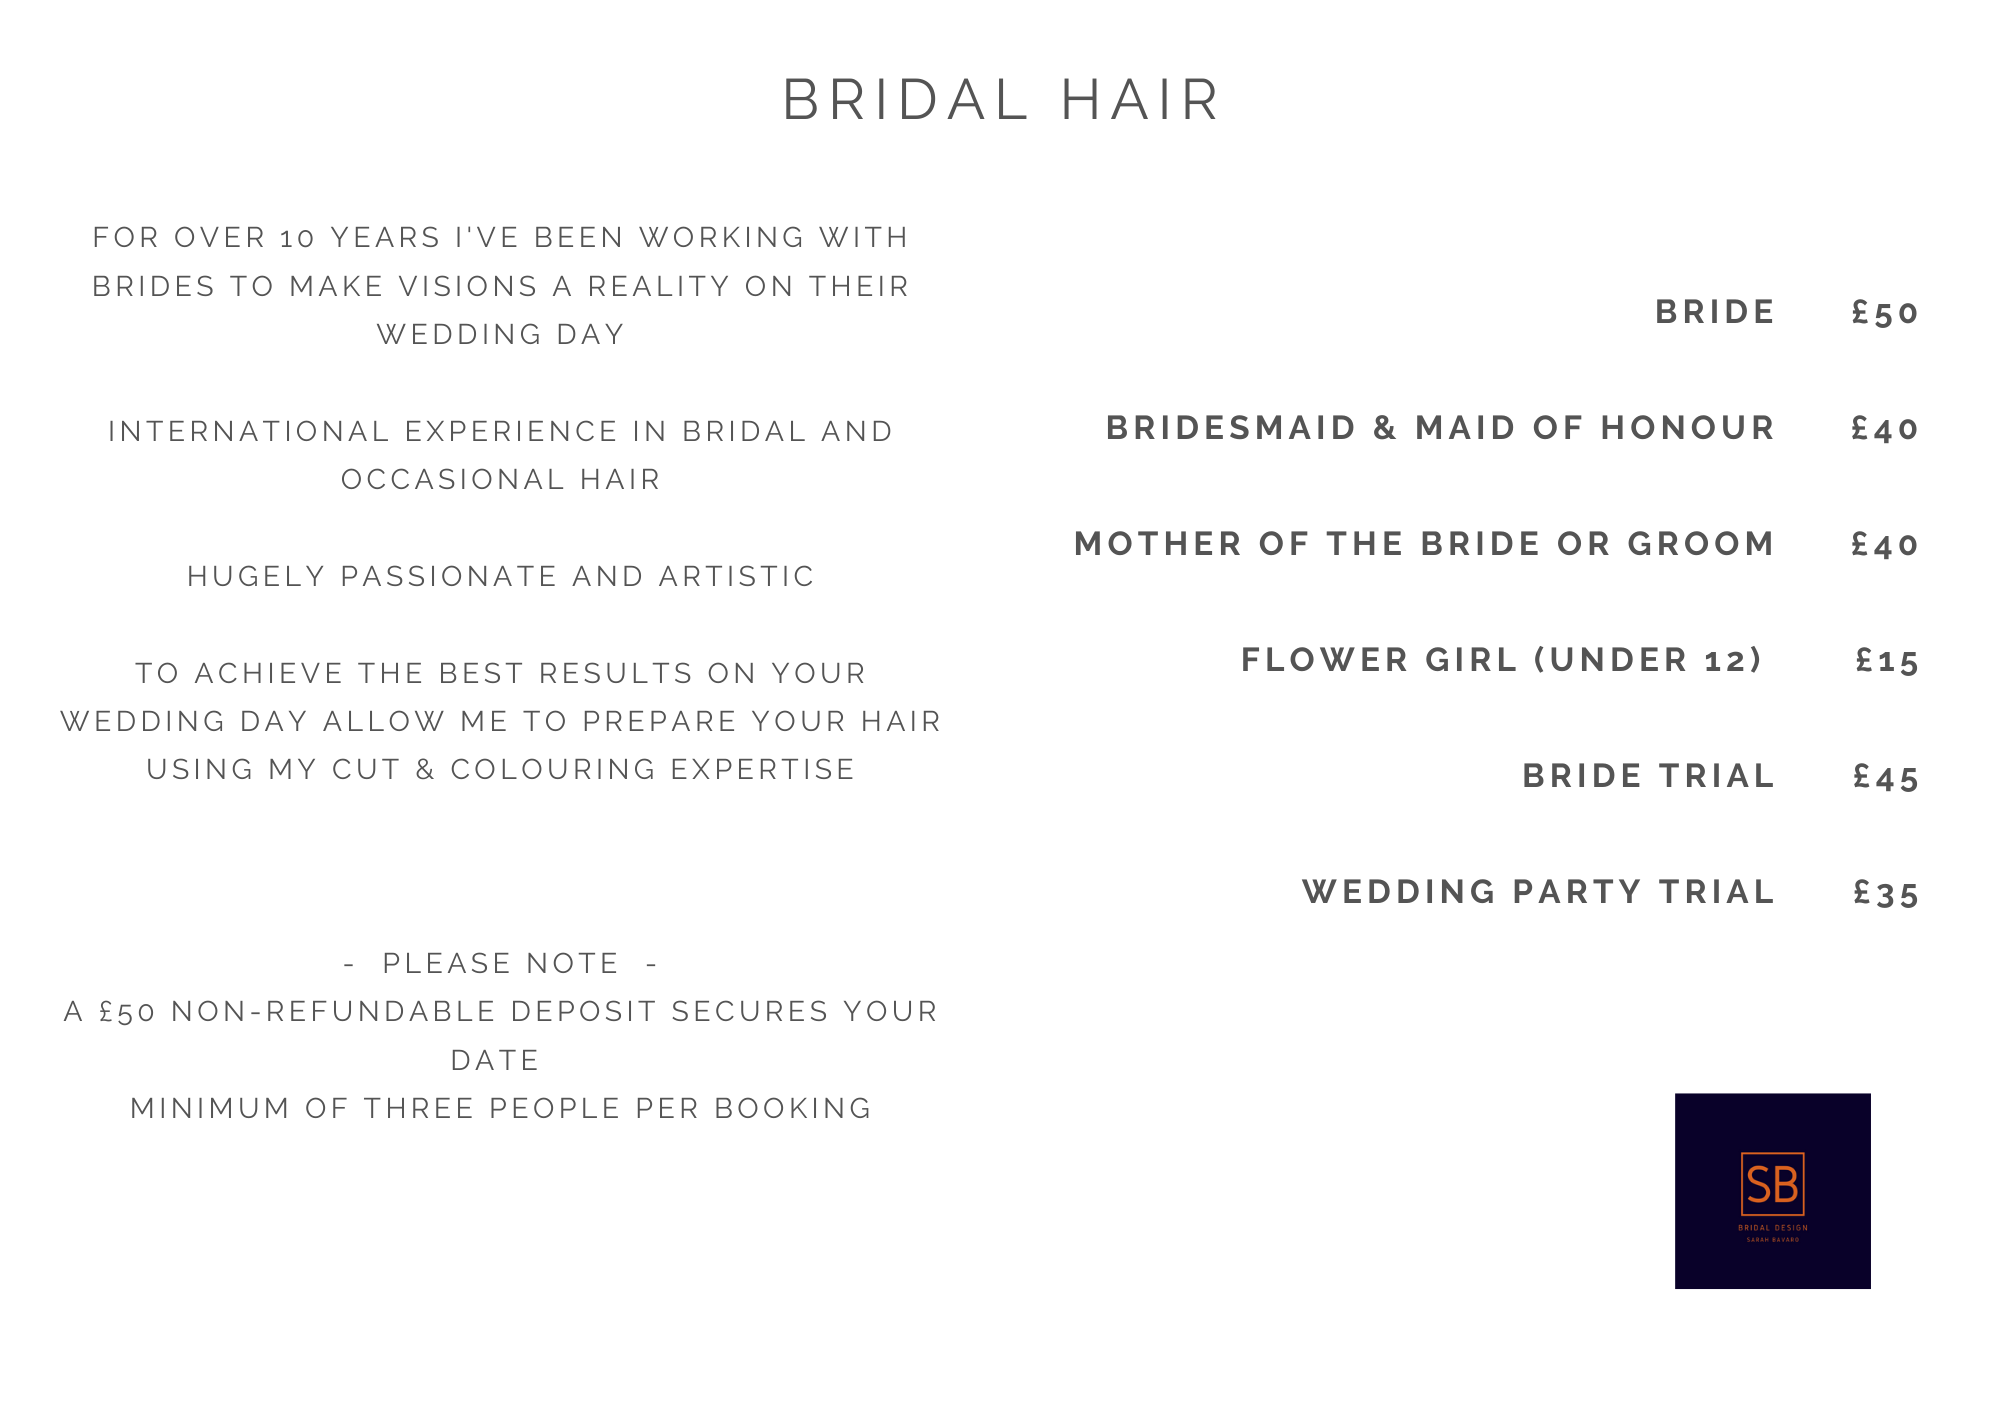 BRIDAL HAIR
FOR OVER 10 YEARS I'VE BEEN WORKING WITH
BRIDES TO MAKE VISIONS A REALITY ON THEIR
WEDDING DAY
INTERNATIONAL EXPERIENCE IN BRIDAL AND
OCCASIONAL HAIR
HUGELY PASSIONATE AND ARTISTIC
TO ACHIEVE THE BEST RESULTS ON YOUR
WEDDING DAY ALLOW ME TO PREPARE YOUR HAIR
USING MY CUT & COLOURING EXPERTISE
- PLEASE NOTE -
A £50 NON-REFUNDABLE DEPOSIT SECURES YOUR
DATE
MINIMUM OF THREE PEOPLE PER BOOKING
BRIDE £50
BRIDESMAID & MAID OF HONOUR £40
MOTHER OF THE BRIDE OR GROOM £40
FLOWER GIRL (UNDER 12) £15
BRIDE TRIAL £45
WEDDING PARTY TRIAL £35
SB
BRIDAL DESIGN
SARAH BAVARO